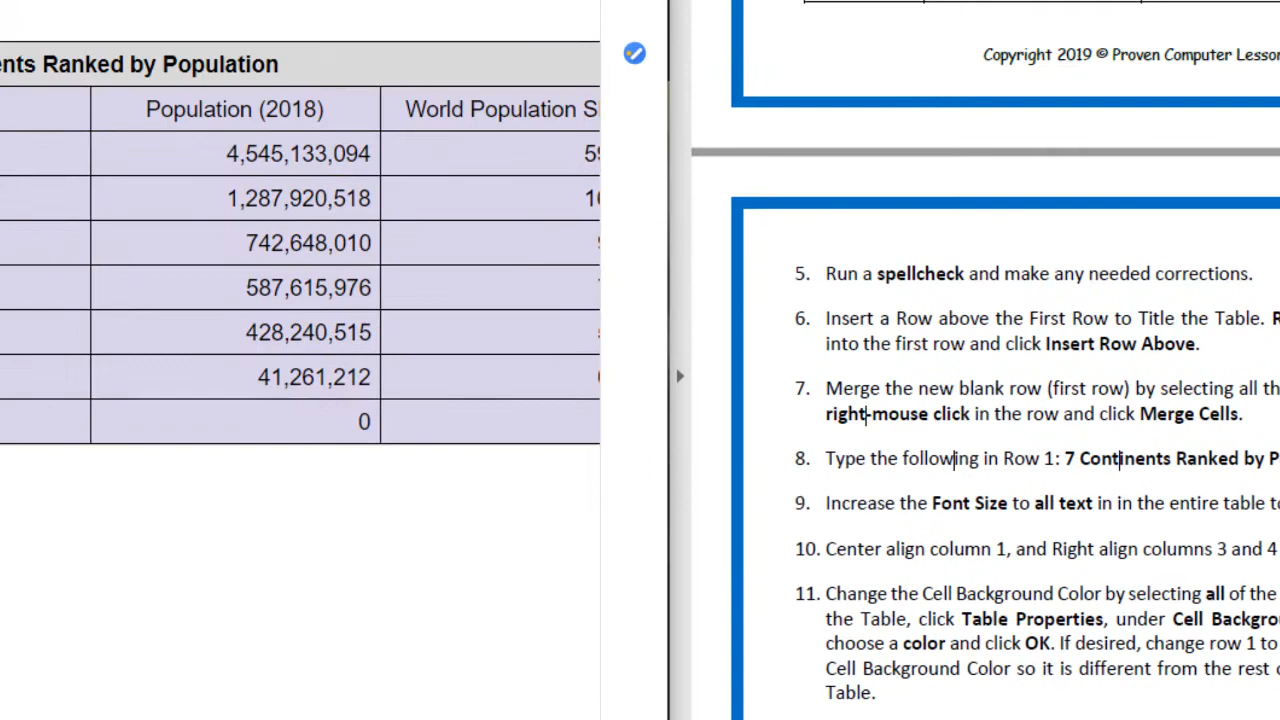 ents Ranked by Population
Population (2018) World Population S
4,545,133,094 59
1,287,920,518 16
742,648,010
587,615,976
428,240,515
41,261,212
0
Copyright 2019 © Proven Computer Lesson
5. Run a spellcheck and make any needed corrections.
6. Insert a Row above the First Row to Title the Table. R
into the first row and click Insert Row Above.
7. Merge the new blank row (first row) by selecting all th
right-mouse click in the row and click Merge Cells.
8. Type the following in Row 1: 7 Continents Ranked by P
9. Increase the Font Size to all text in in the entire table to
10. Center align column 1, and Right align columns 3 and 4
11. Change the Cell Background Color by selecting all of the
the Table, click Table Properties, under Cell Backgrou
choose a color and click OK. If desired, change row 1 to
Cell Background Color so it is different from the rest o
Table.